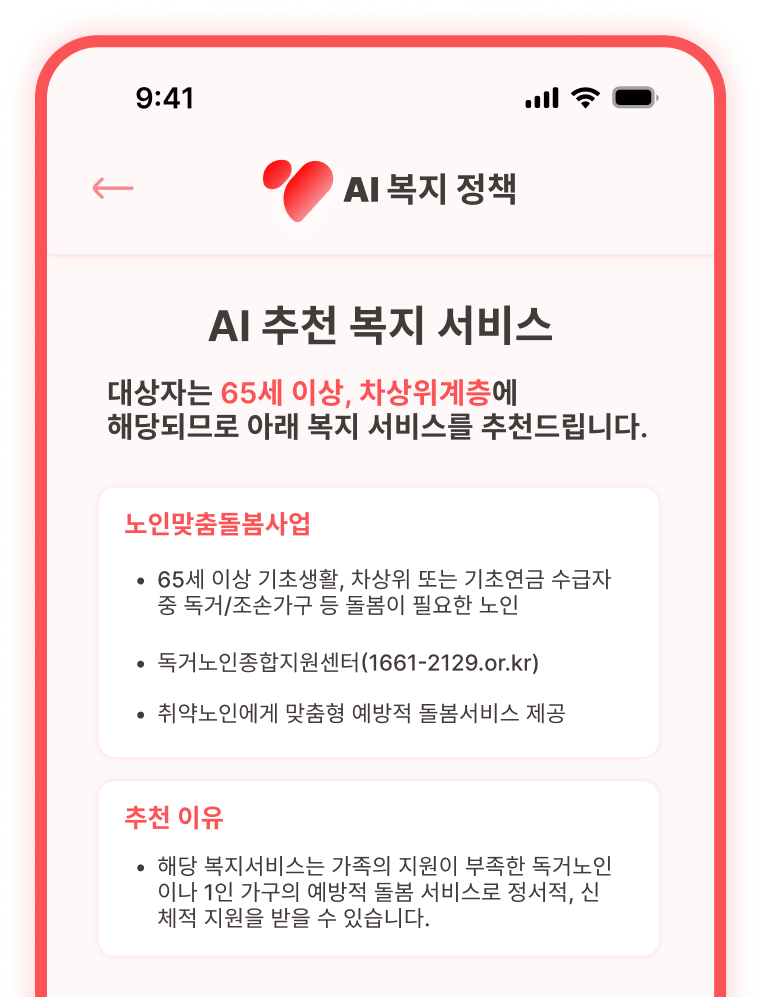 9:41
AI 복지 정책
AI 추천 복지 서비스
대상자는 65세 이상, 차상위계층에
해당되므로 아래 복지 서비스를 추천드립니다.
노인맞춤돌봄사업
• 65세 이상 기초생활, 차상위 또는 기초연금 수급자
중 독거/조손가구 등 돌봄이 필요한 노인
• 독거노인종합지원센터(1661-2129.or.kr)
• 취약노인에게 맞춤형 예방적 돌봄서비스 제공
추천 이유
• 해당 복지서비스는 가족의 지원이 부족한 독거노인
이나 1인 가구의 예방적 돌봄 서비스로 정서적, 신
체적 지원을 받을 수 있습니다.